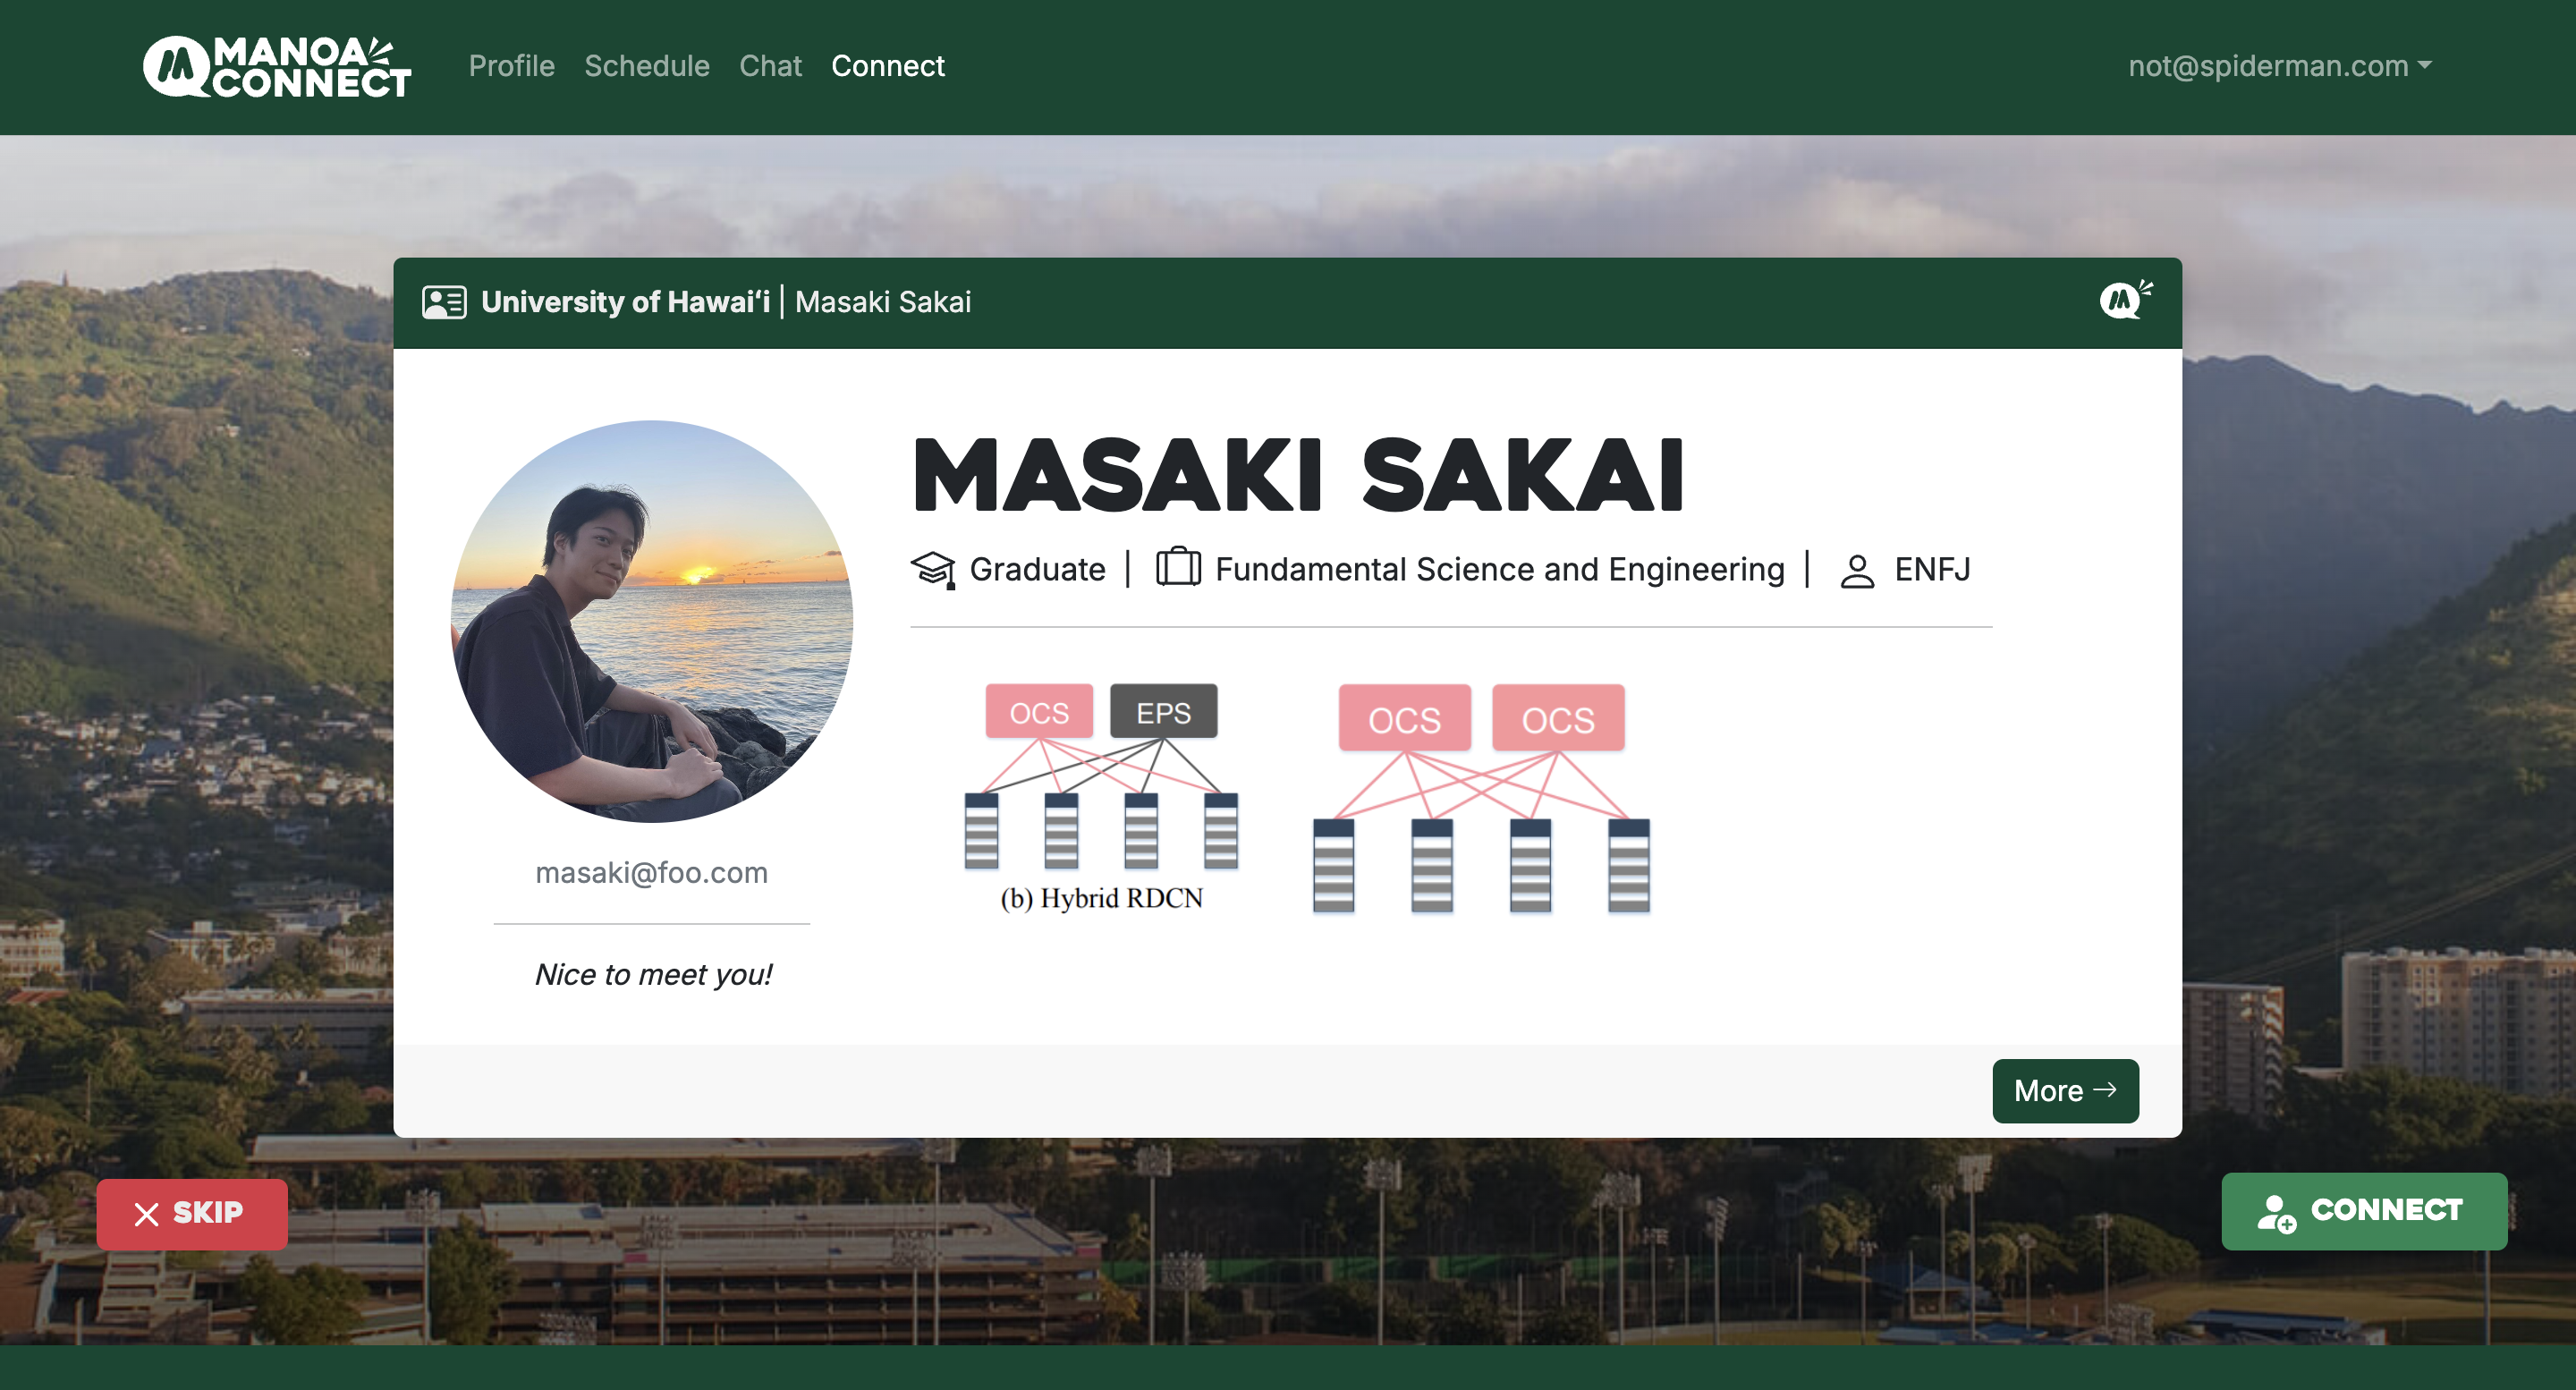 MANOA
CONNECT
Profile Schedule Chat Connect
not@spiderman.com
University of Hawaiʻi | Masaki Sakai
MASAKI SAKAI
Graduate | Fundamental Science and Engineering | ENFJ
OCS EPS
OCS OCS
(b) Hybrid RDCN
masaki@foo.com
Nice to meet you!
More →
SKIP
CONNECT